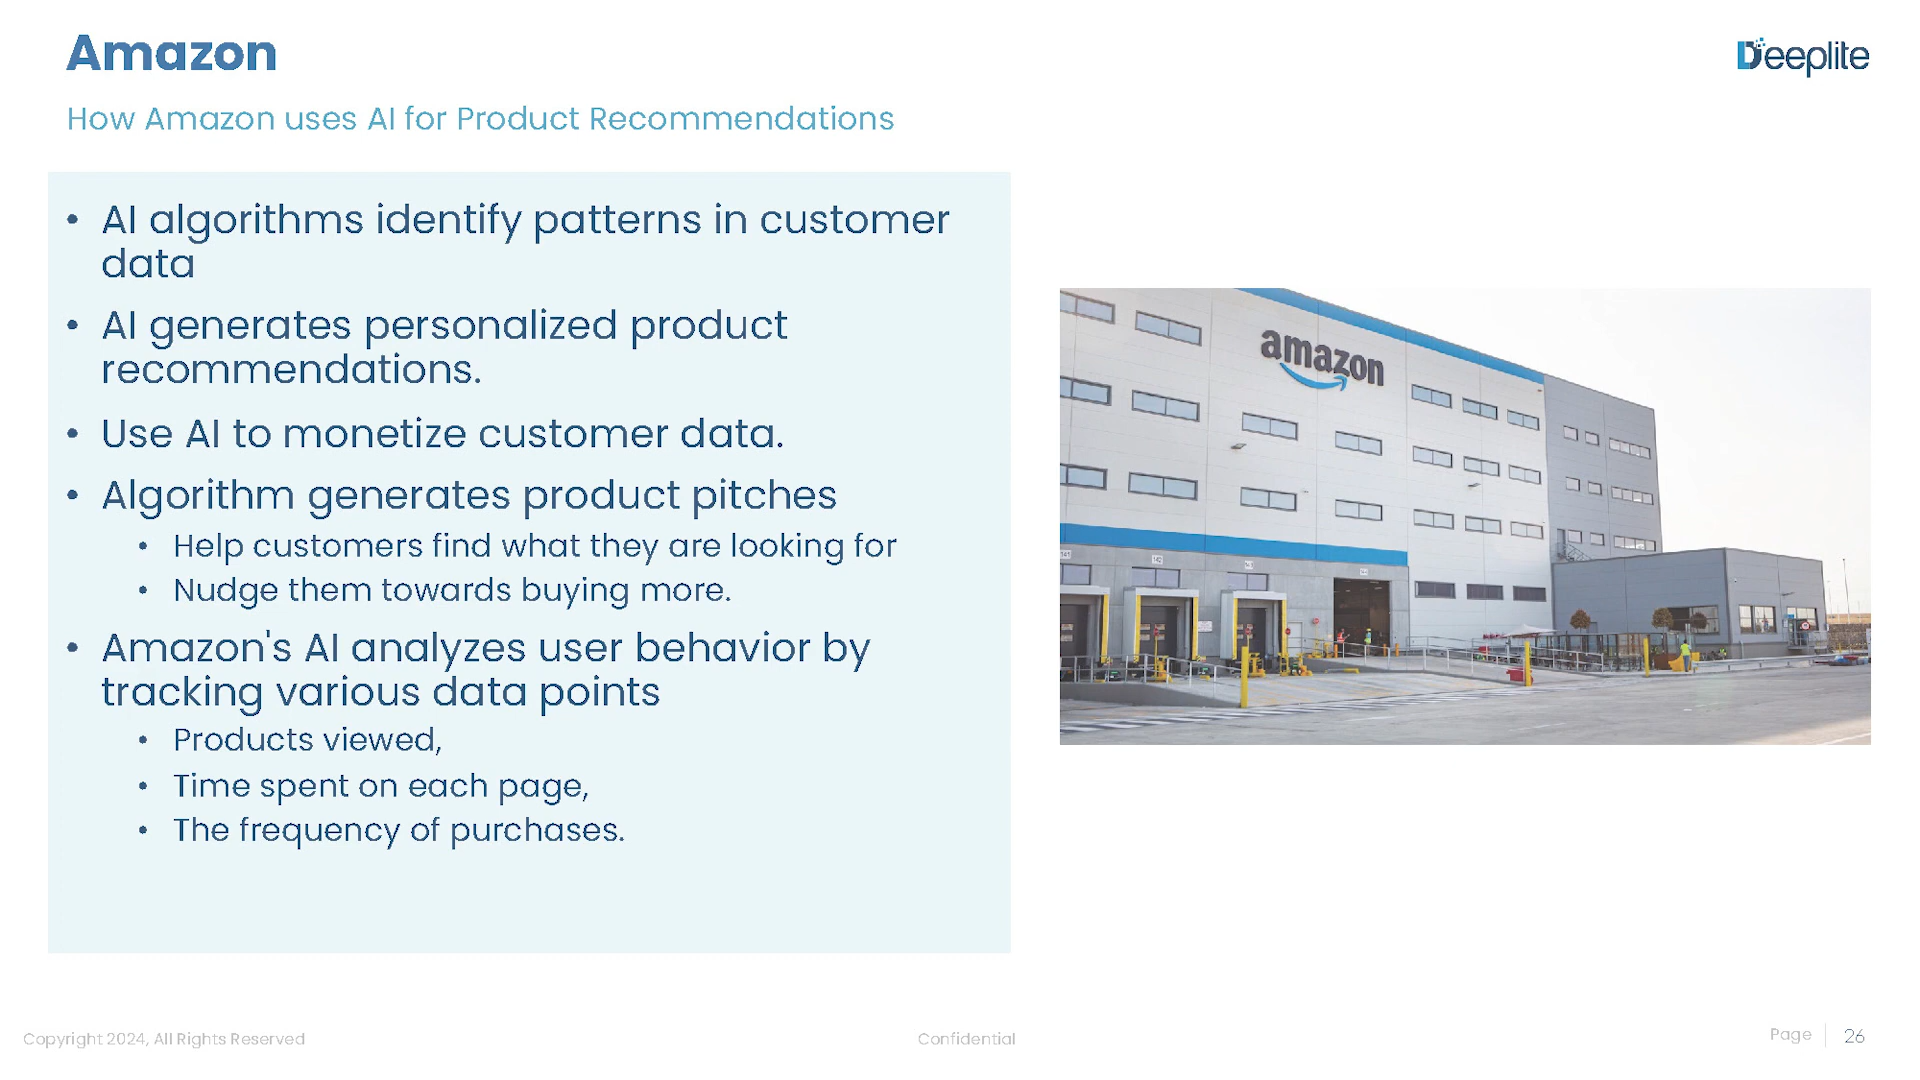 Amazon
Deeplite
How Amazon uses AI for Product Recommendations
• AI algorithms identify patterns in customer
data
• AI generates personalized product
recommendations.
• Use AI to monetize customer data.
• Algorithm generates product pitches
• Help customers find what they are looking for
• Nudge them towards buying more.
• Amazon's AI analyzes user behavior by
tracking various data points
• Products viewed,
• Time spent on each page,
• The frequency of purchases.
amazon
Copyright 2024, All Rights Reserved
Confidential
Page 26